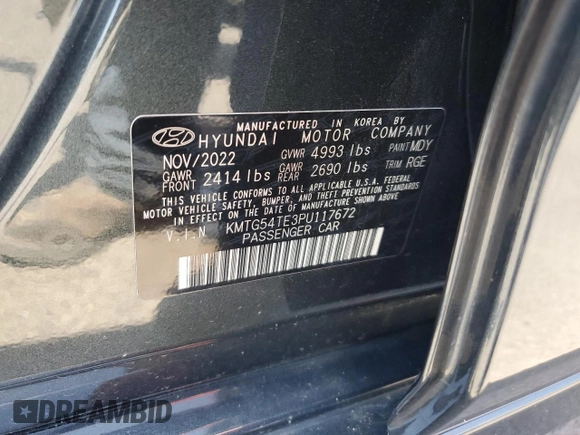 MANUFACTURED IN KOREA BY
HYUNDAI MOTOR COMPANY
NOV/2022 GVWR 4993 lbs PAINT MDY
GAWR FRONT 2414 lbs GAWR REAR 2690 lbs TRIM RGE
THIS VEHICLE CONFORMS TO ALL APPLICABLE U.S.A. FEDERAL
MOTOR VEHICLE SAFETY, BUMPER, AND THEFT PREVENTION STANDARDS
IN EFFECT ON THE DATE OF MANUFACTURE SHOWN ABOVE
V.I.N KMTG54TE3PU117672
PASSENGER CAR
DREAMBID